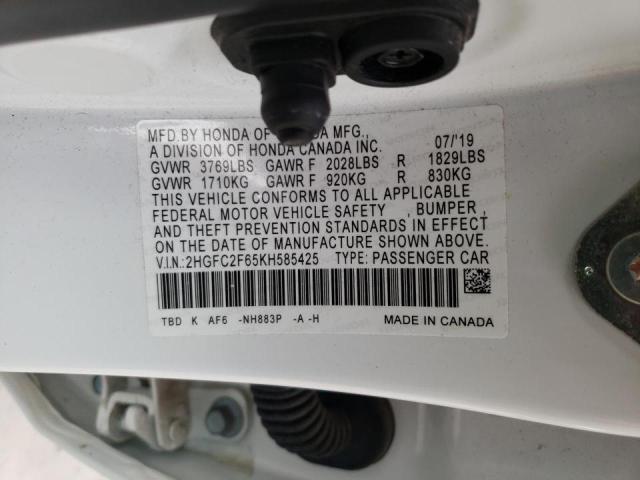 MFD.BY HONDA OF CANADA MFG., 07/'19
A DIVISION OF HONDA CANADA INC.
GVWR 3769LBS GAWR F 2028LBS R 1829LBS
GVWR 1710KG GAWR F 920KG R 830KG
THIS VEHICLE CONFORMS TO ALL APPLICABLE
FEDERAL MOTOR VEHICLE SAFETY , BUMPER ,
AND THEFT PREVENTION STANDARDS IN EFFECT
ON THE DATE OF MANUFACTURE SHOWN ABOVE.
V.I.N.:2HGFC2F65KH585425 TYPE: PASSENGER CAR
TBD K AF6 -NH883P -A -H MADE IN CANADA